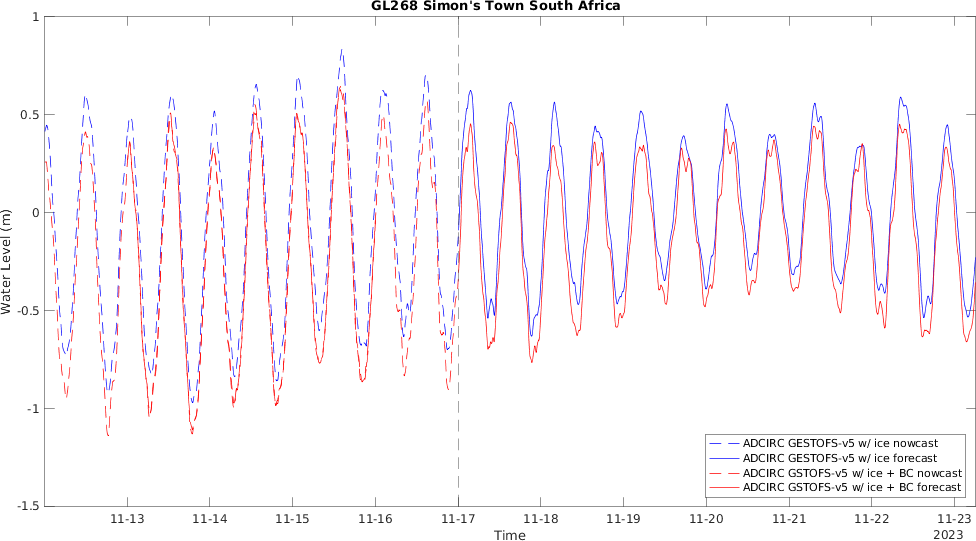 GL268 Simon's Town South Africa
Water Level (m)
1
0.5
0
-0.5
-1
-1.5
ADCIRC GESTOFS-v5 w/ ice nowcast
ADCIRC GESTOFS-v5 w/ ice forecast
ADCIRC GSTOFS-v5 w/ ice + BC nowcast
ADCIRC GSTOFS-v5 w/ ice + BC forecast
11-13 11-14 11-15 11-16 11-17 11-18 11-19 11-20 11-21 11-22 11-23
Time
2023